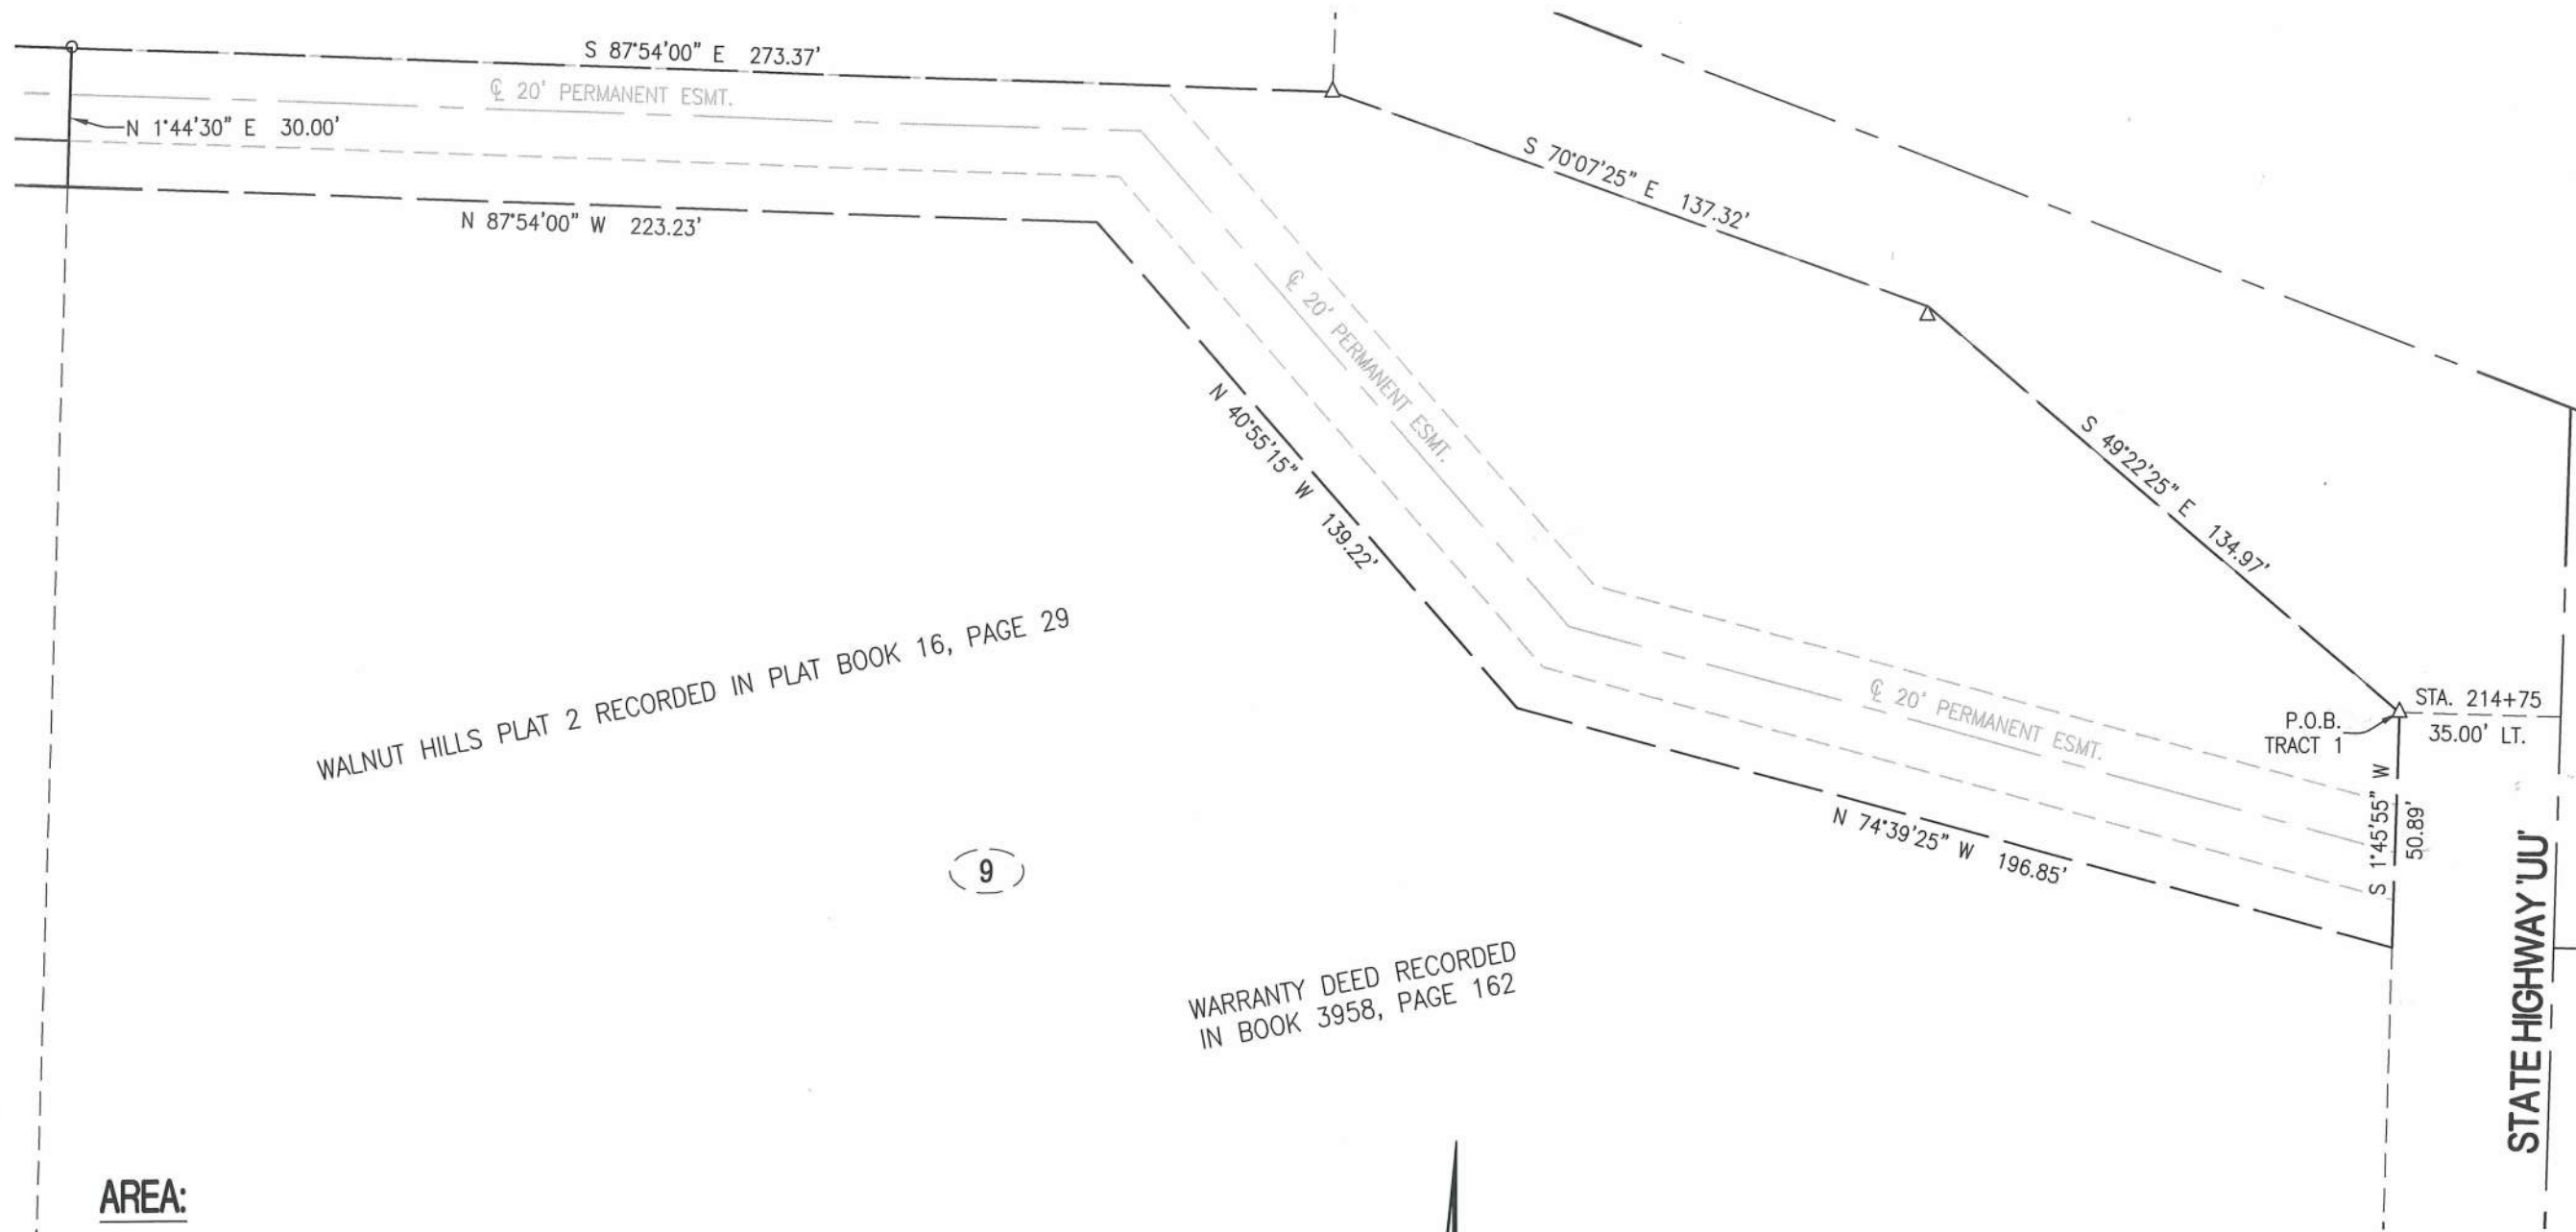 S 87°54'00" E 273.37'
℄ 20' PERMANENT ESMT.
N 1°44'30" E 30.00'
N 87°54'00" W 223.23'
S 70°07'25" E 137.32'
℄ 20' PERMANENT ESMT.
N 40°55'15" W 139.22'
S 49°22'25" E 134.97'
WALNUT HILLS PLAT 2 RECORDED IN PLAT BOOK 16, PAGE 29
℄ 20' PERMANENT ESMT.
STA. 214+75
35.00' LT.
P.O.B.
TRACT 1
S 1°45'55" W
50.89'
N 74°39'25" W 196.85'
9
STATE HIGHWAY 'UU'
WARRANTY DEED RECORDED
IN BOOK 3958, PAGE 162
AREA: